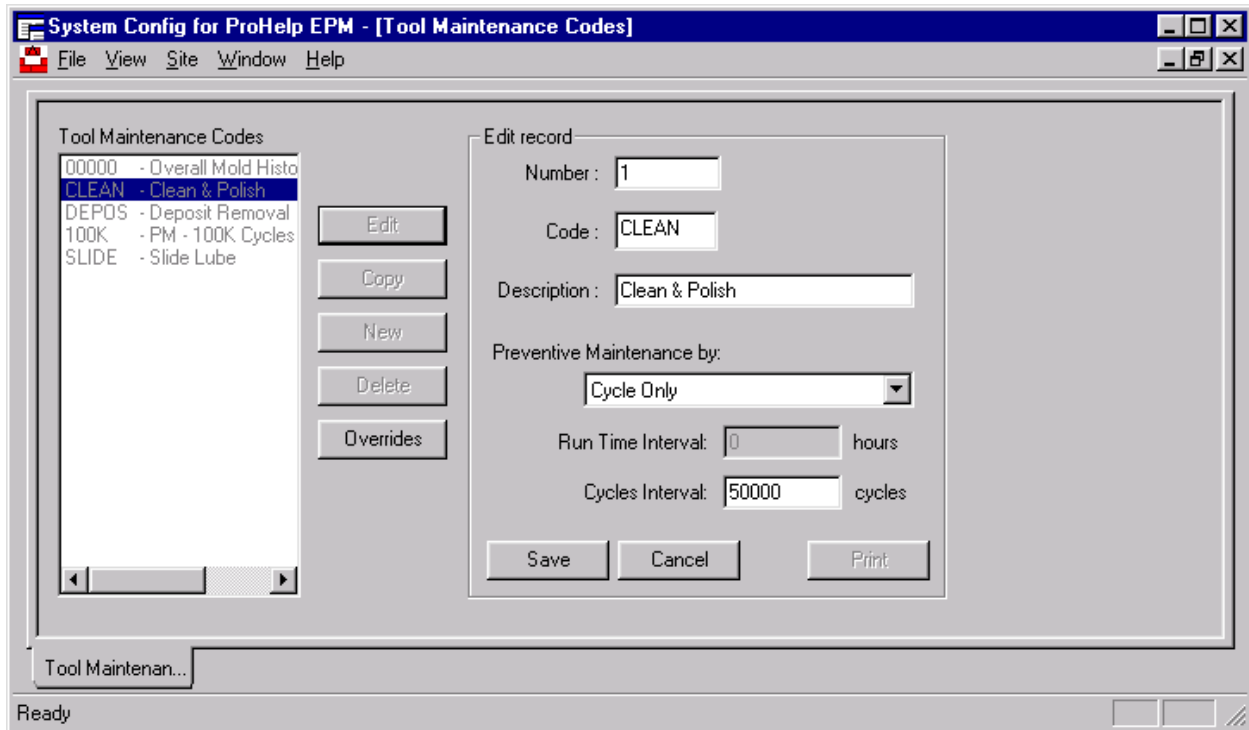 System Config for ProHelp EPM - [Tool Maintenance Codes]
File View Site Window Help
Tool Maintenance Codes
00000 - Overall Mold Histo
CLEAN - Clean & Polish
DEPOS - Deposit Removal
100K - PM - 100K Cycles
SLIDE - Slide Lube
Edit
Copy
New
Delete
Overrides
Edit record
Number : 1
Code : CLEAN
Description : Clean & Polish
Preventive Maintenance by:
Cycle Only
Run Time Interval: 0 hours
Cycles Interval: 50000 cycles
Save Cancel Print
Tool Maintenan...
Ready